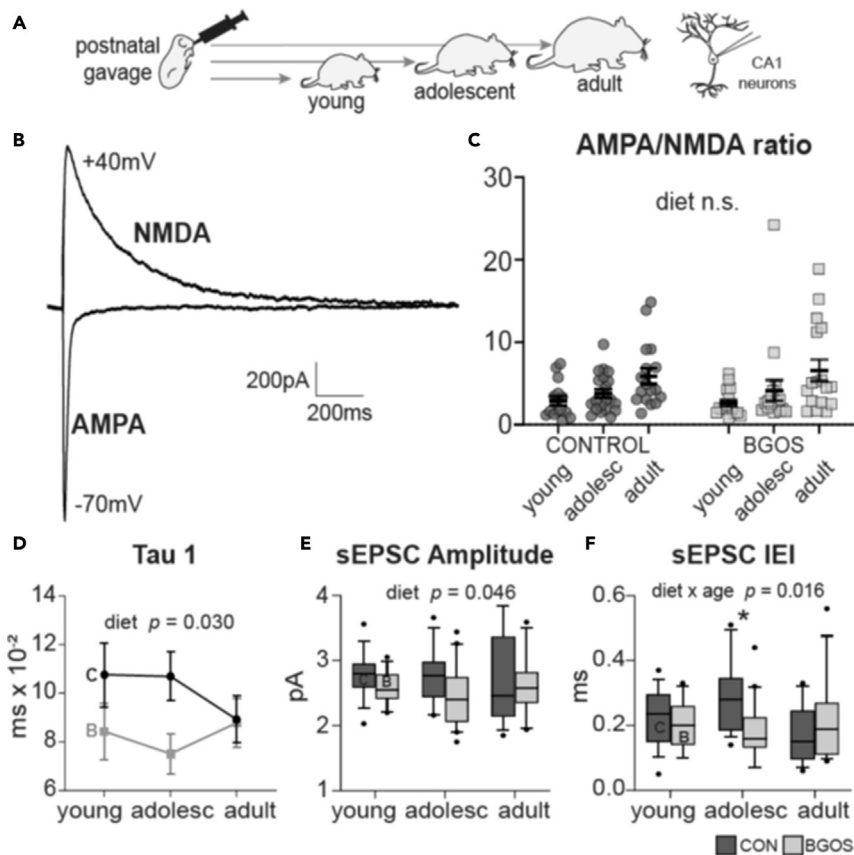 A
postnatal
gavage
young
adolescent
adult
CA1
neurons
B
+40mV
NMDA
AMPA
-70mV
200pA
200ms
C
AMPA/NMDA ratio
diet n.s.
30
20
10
0
CONTROL
BGOS
young
adolesc
adult
young
adolesc
adult
D
Tau 1
diet p = 0.030
ms x 10⁻²
14
12
10
8
6
C
B
young
adolesc
adult
E
sEPSC Amplitude
diet p = 0.046
pA
4
3
2
1
C
B
young
adolesc
adult
F
sEPSC IEI
diet x age p = 0.016
*
ms
0.6
0.4
0.2
0.0
C
B
young
adolesc
adult
CON
BGOS